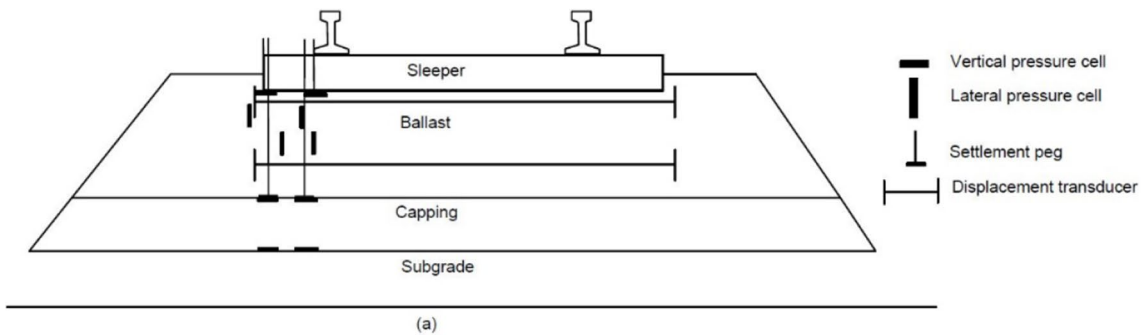 Sleeper
Ballast
Capping
Subgrade
(a)
Vertical pressure cell
Lateral pressure cell
Settlement peg
Displacement transducer